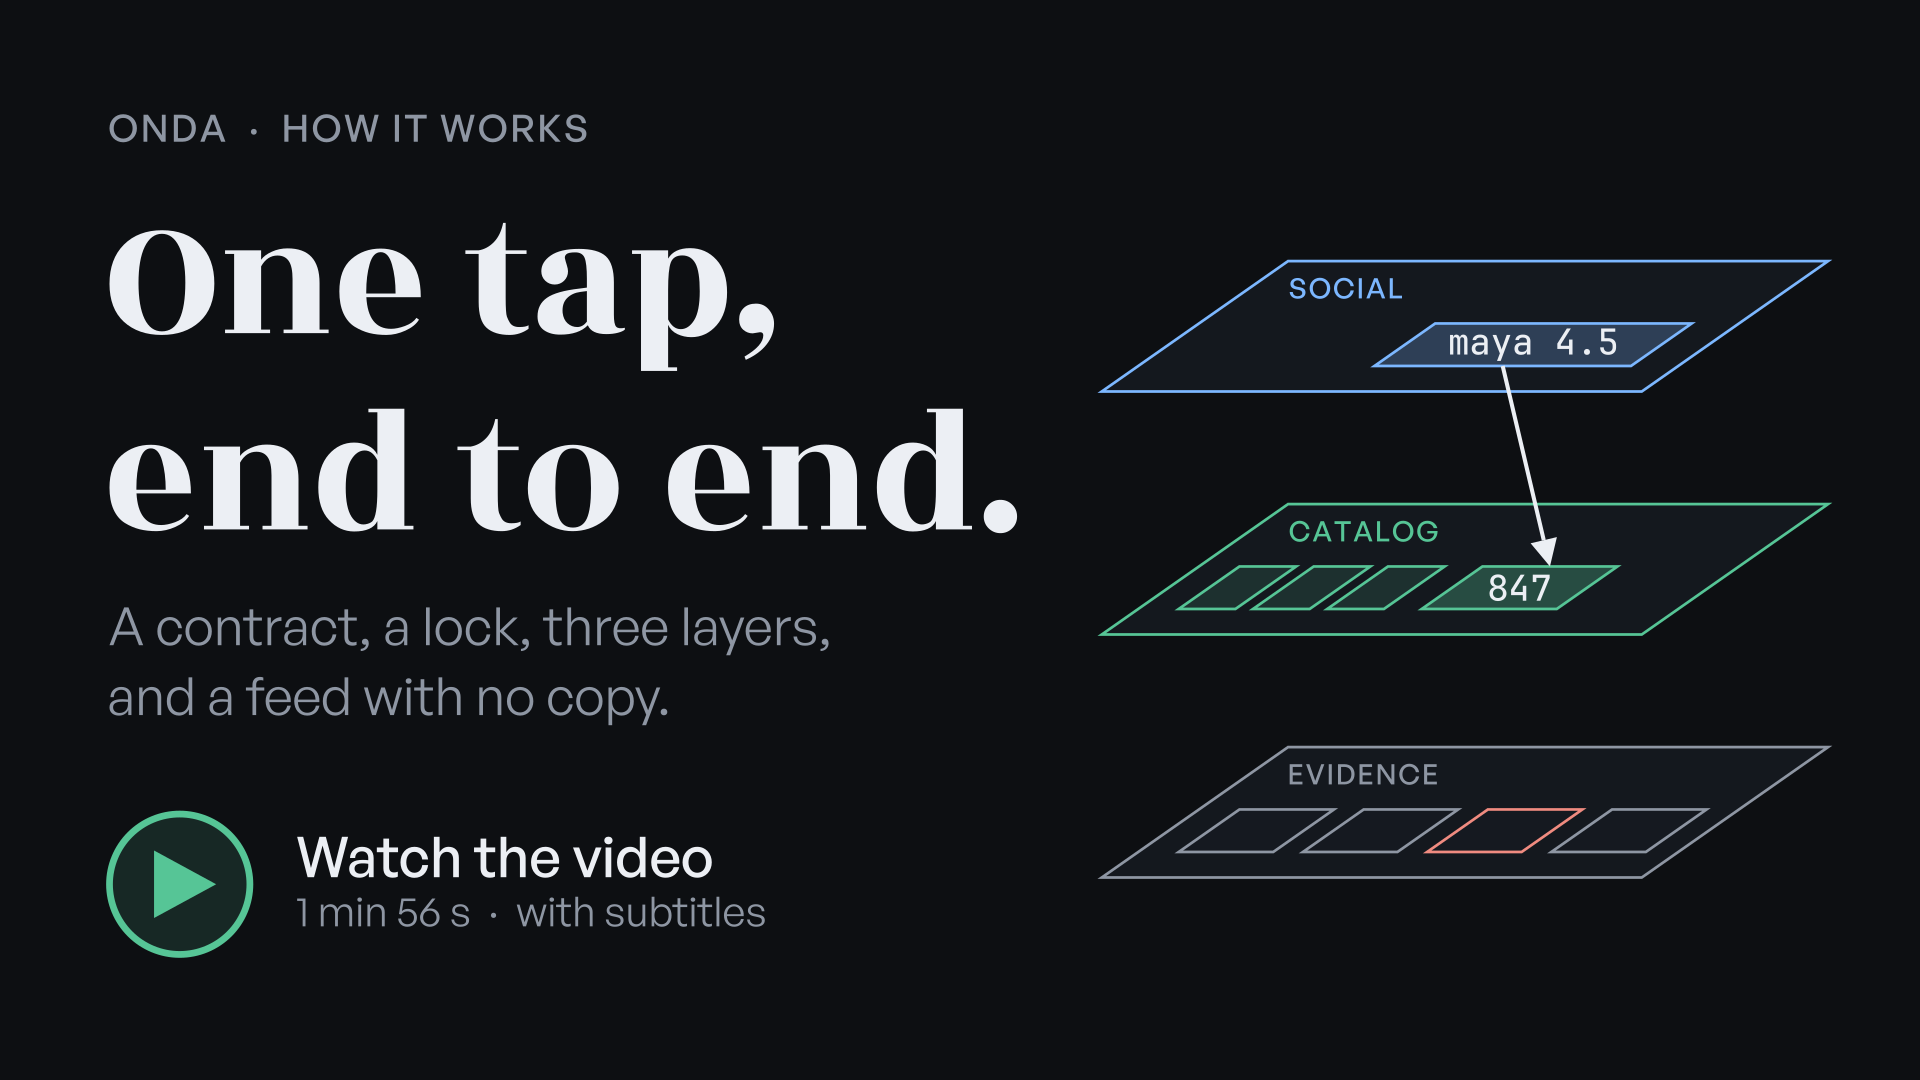 ONDA · HOW IT WORKS
One tap,
end to end.
A contract, a lock, three layers,
and a feed with no copy.
Watch the video
1 min 56 s · with subtitles
SOCIAL
maya 4.5
CATALOG
847
EVIDENCE